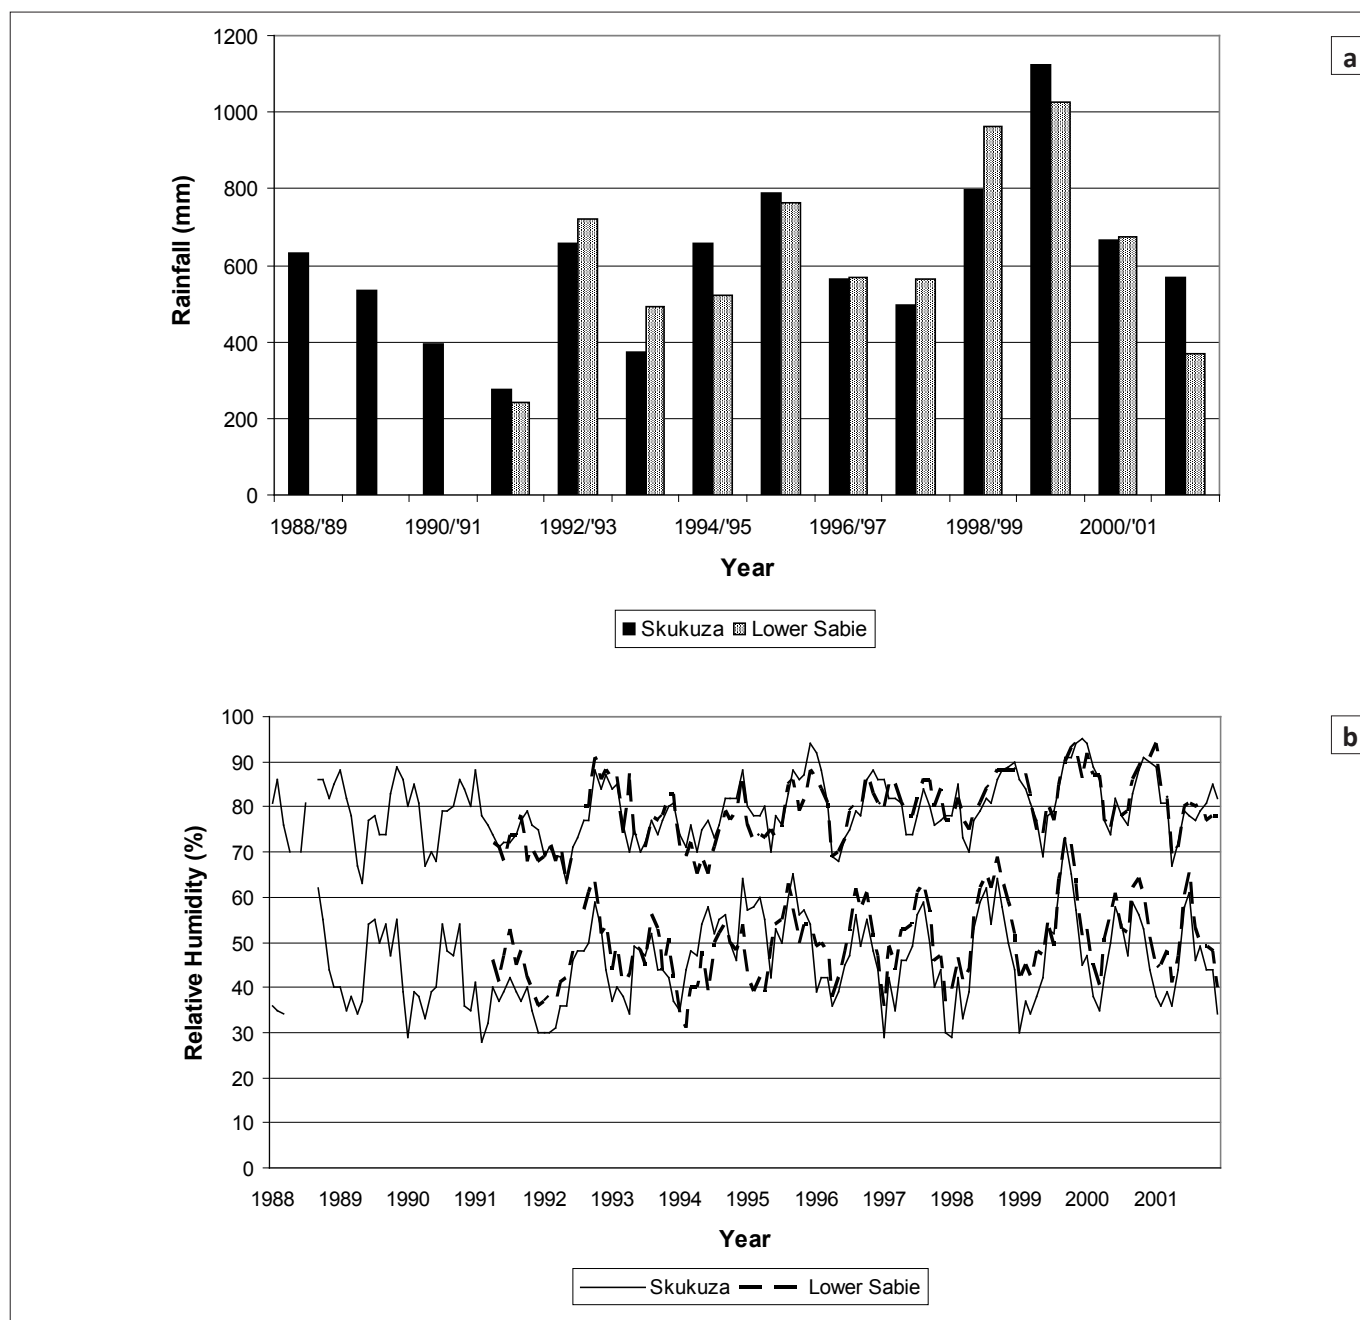 a
1200
1000
800
600
400
200
0
Rainfall (mm)
1988/'89 1990/'91 1992/'93 1994/'95 1996/'97 1998/'99 2000/'01
Year
Skukuza Lower Sabie
b
100
90
80
70
60
50
40
30
20
10
0
Relative Humidity (%)
1988 1989 1990 1991 1992 1993 1994 1995 1996 1997 1998 1999 2000 2001
Year
Skukuza Lower Sabie